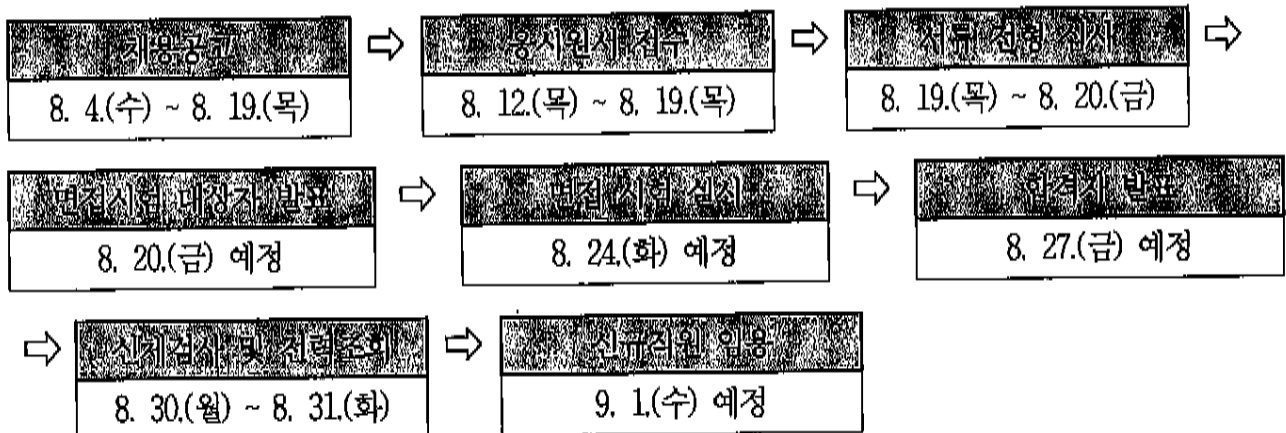 채용공고 ⇨ 응시원서 접수 ⇨ 서류 전형 심사 ⇨
8. 4.(수) ~ 8. 19.(목) 8. 12.(목) ~ 8. 19.(목) 8. 19.(목) ~ 8. 20.(금)
면접시험 대상자 발표 ⇨ 면접 시험 실시 ⇨ 합격자 발표
8. 20.(금) 예정 8. 24.(화) 예정 8. 27.(금) 예정
⇨ 신체검사 및 전력조회 ⇨ 신규직원 임용
8. 30.(월) ~ 8. 31.(화) 9. 1.(수) 예정